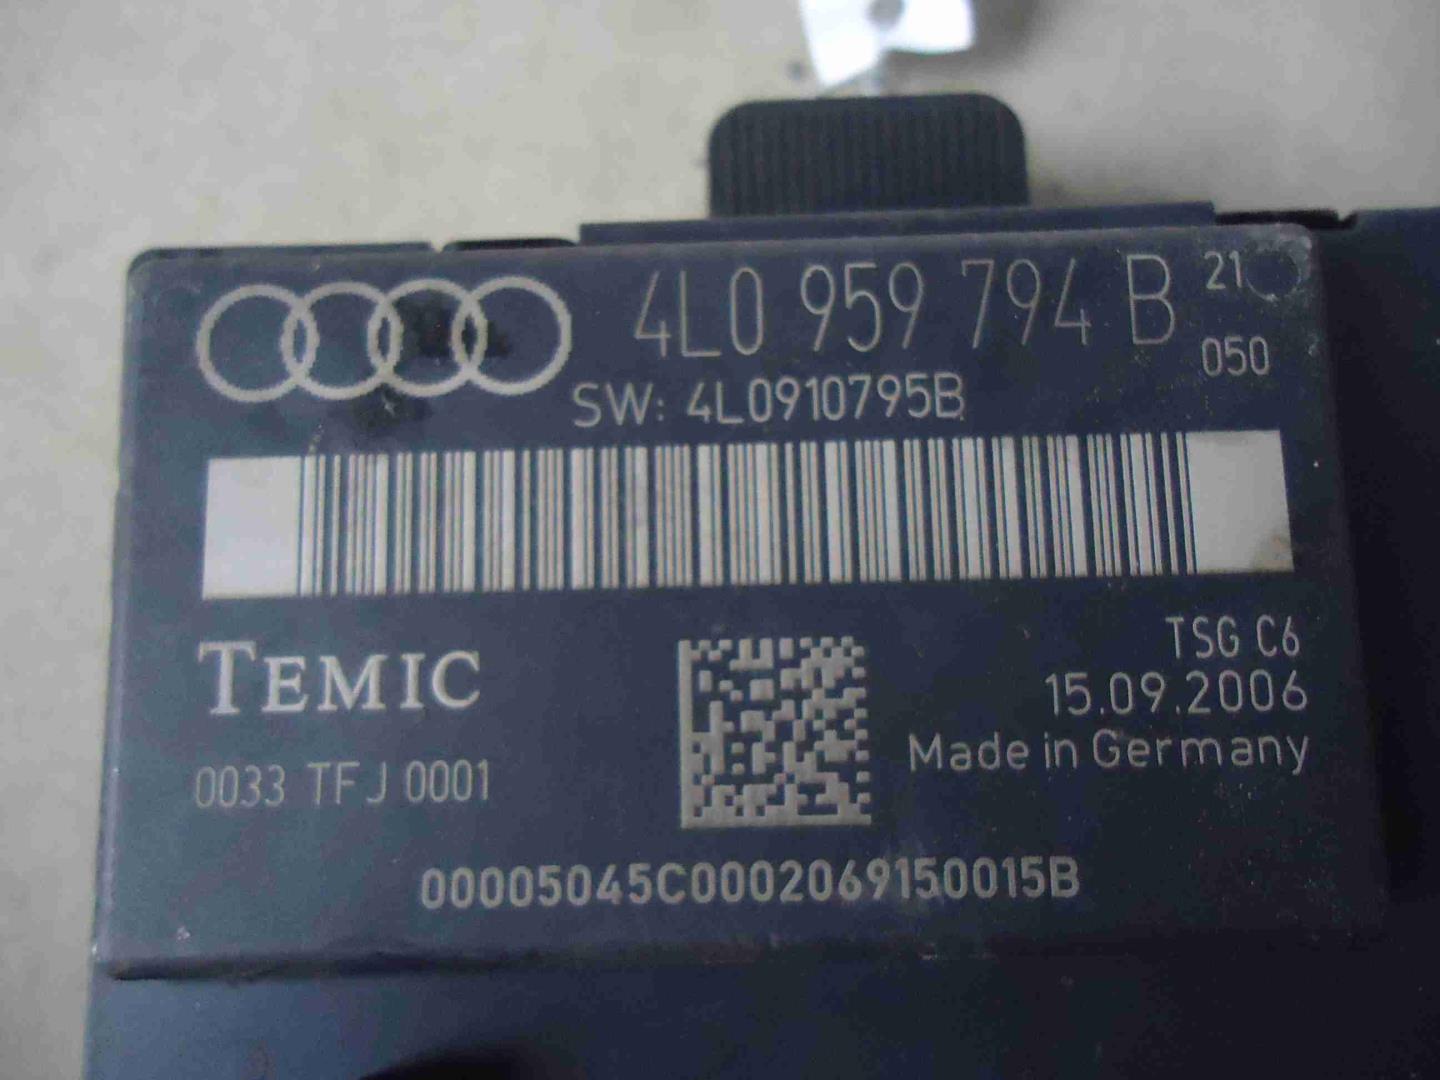 4L0 959 794 B 21
050
SW: 4L0910795B
TEMIC
TSG C6
15.09.2006
Made in Germany
0033 TFJ 0001
00005045C0002069150015B